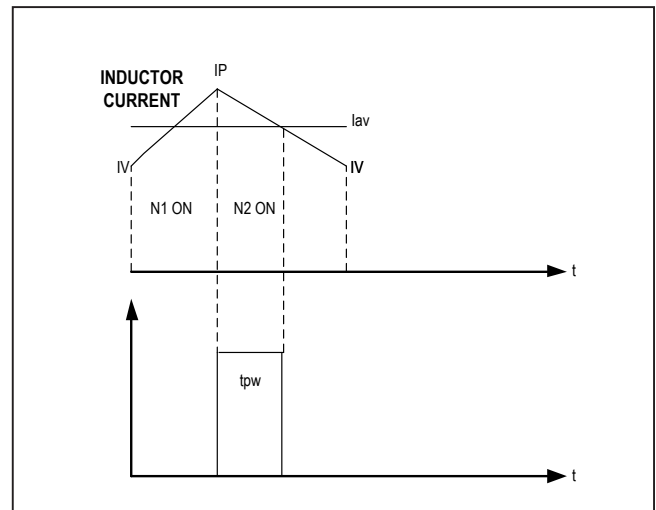 IP
INDUCTOR
CURRENT
Iav
IV
IV
N1 ON
N2 ON
t
tpw
t